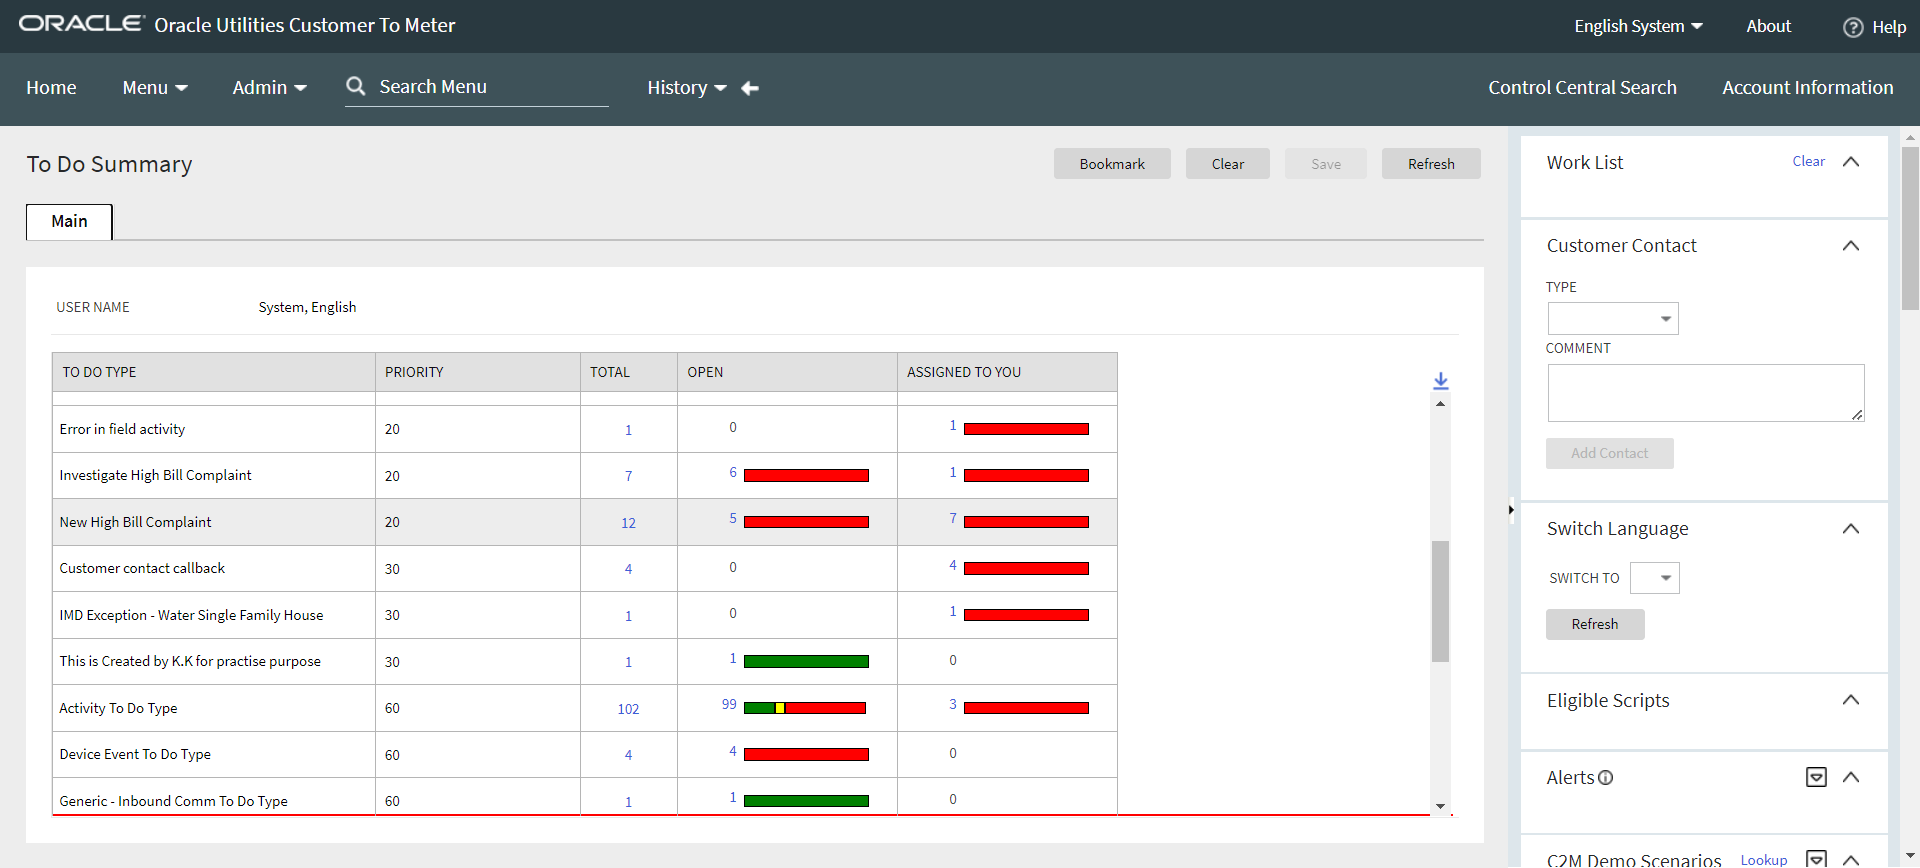 ORACLE Oracle Utilities Customer To Meter
English System About ? Help
Home Menu Admin Search Menu History Control Central Search Account Information
To Do Summary
Bookmark Clear Save Refresh
Main
USER NAME System, English
TO DO TYPE PRIORITY TOTAL OPEN ASSIGNED TO YOU
Error in field activity 20 1 0 1
Investigate High Bill Complaint 20 7 6 1
New High Bill Complaint 20 12 5 7
Customer contact callback 30 4 0 4
IMD Exception - Water Single Family House 30 1 0 1
This is Created by K.K for practise purpose 30 1 1 0
Activity To Do Type 60 102 99 3
Device Event To Do Type 60 4 4 0
Generic - Inbound Comm To Do Type 60 1 1 0
Work List Clear
Customer Contact
TYPE
COMMENT
Add Contact
Switch Language
SWITCH TO
Refresh
Eligible Scripts
Alerts
C2M Demo Scenarios Lookup